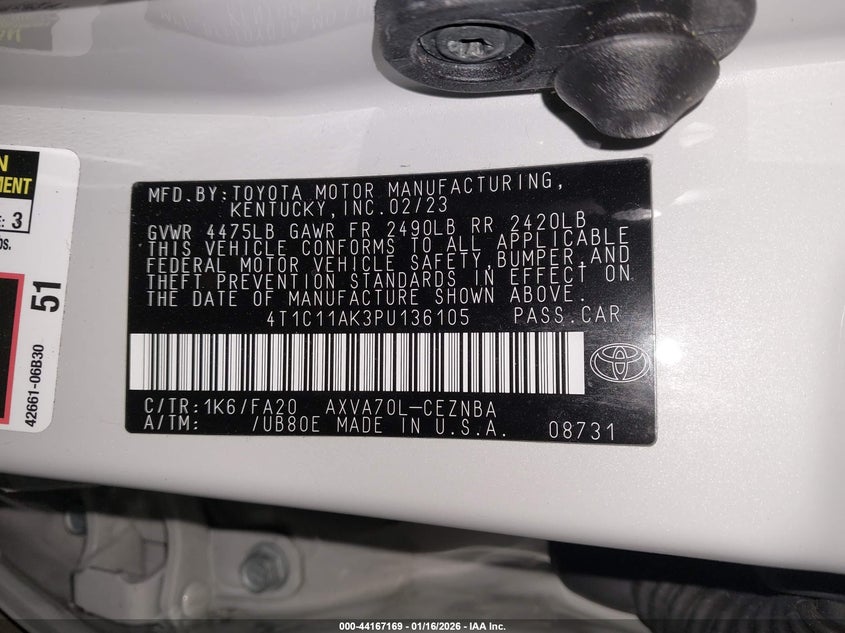 N
MENT
E: 3
OS.
51
42661-06B30
MFD.BY:TOYOTA MOTOR MANUFACTURING,
KENTUCKY,INC.02/23
GVWR 4475LB GAWR FR 2490LB RR 2420LB
THIS VEHICLE CONFORMS TO ALL APPLICABLE
FEDERAL MOTOR VEHICLE SAFETY,BUMPER,AND
THEFT PREVENTION STANDARDS IN EFFECT ON
THE DATE OF MANUFACTURE SHOWN ABOVE.
4T1C11AK3PU136105 PASS.CAR
C/TR:1K6/FA20 AXVA70L-CEZNBA
A/TM: /UB80E MADE IN U.S.A. 08731
000-44167169 - 01/16/2026 - IAA Inc.